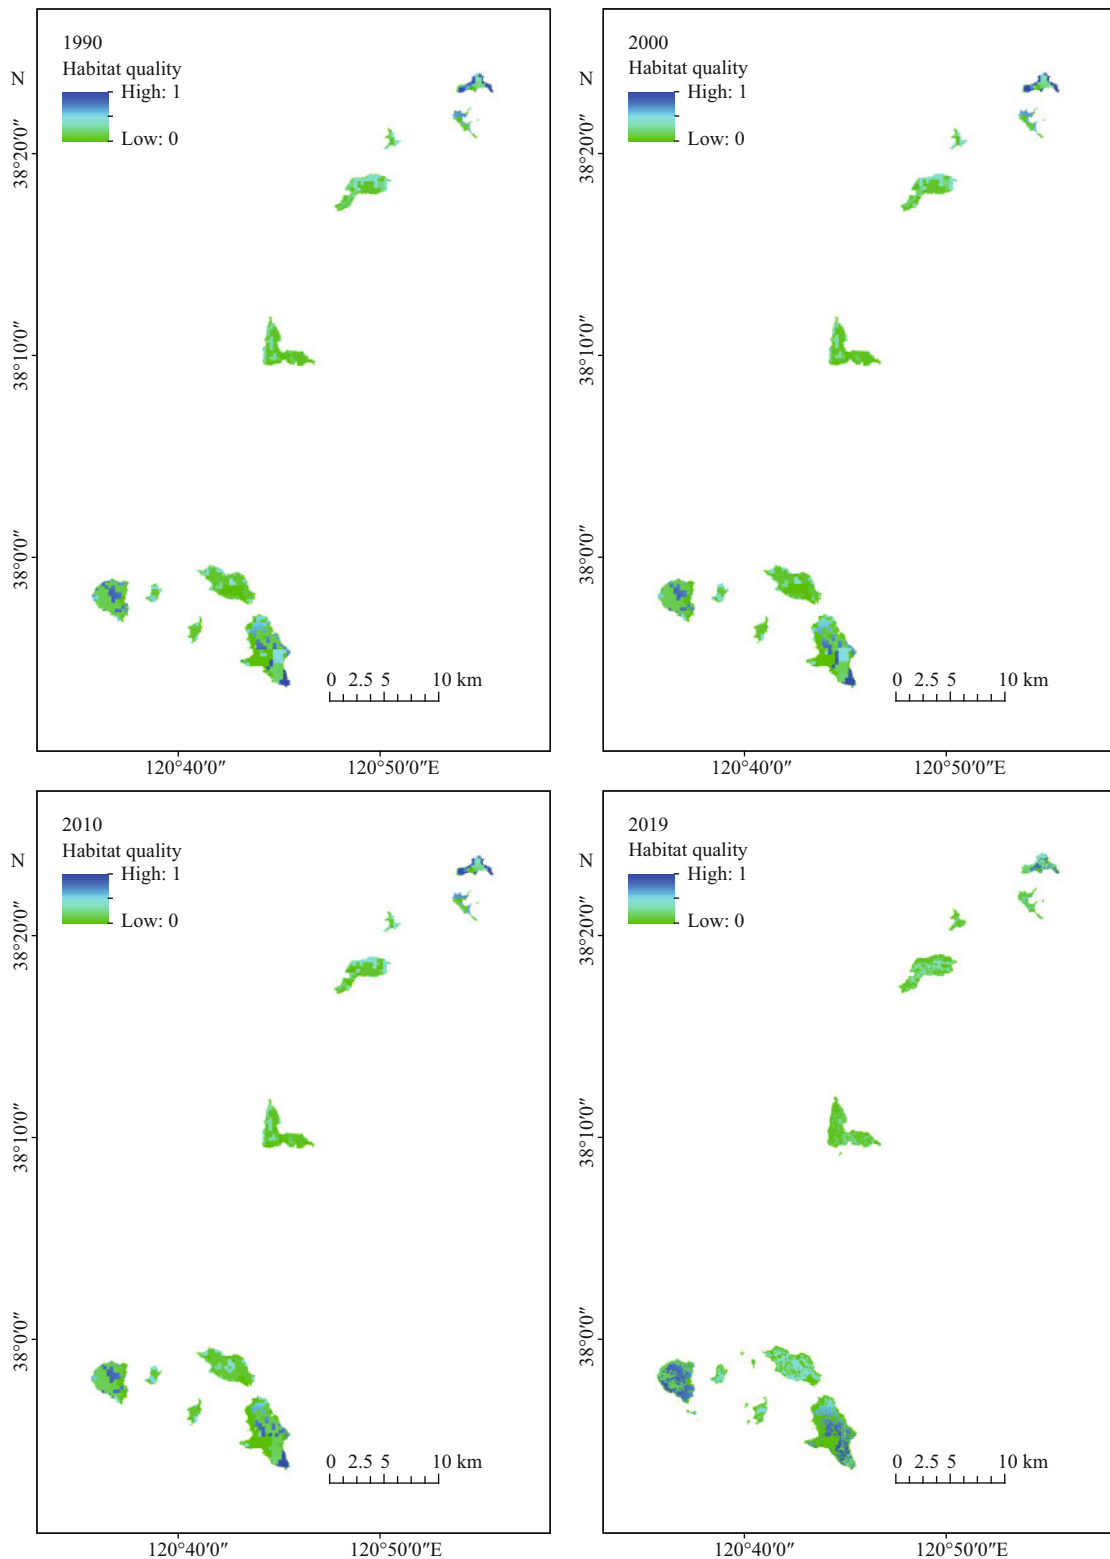 1990
Habitat quality
High: 1
Low: 0
N
38°20′0″
38°10′0″
38°0′0″
0 2.5 5 10 km
120°40′0″
120°50′0″E
2000
Habitat quality
High: 1
Low: 0
N
38°20′0″
38°10′0″
38°0′0″
0 2.5 5 10 km
120°40′0″
120°50′0″E
2010
Habitat quality
High: 1
Low: 0
N
38°20′0″
38°10′0″
38°0′0″
0 2.5 5 10 km
120°40′0″
120°50′0″E
2019
Habitat quality
High: 1
Low: 0
N
38°20′0″
38°10′0″
38°0′0″
0 2.5 5 10 km
120°40′0″
120°50′0″E